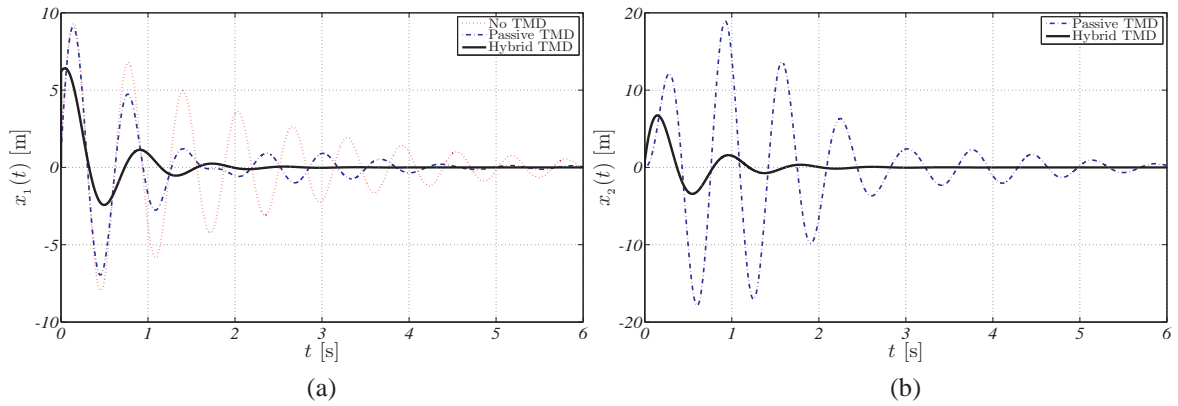 10
5
0
-5
-10
0 1 2 3 4 5 6
x₁(t) [m]
t [s]
No TMD
Passive TMD
Hybrid TMD
(a)
20
10
0
-10
-20
0 1 2 3 4 5 6
x₂(t) [m]
t [s]
Passive TMD
Hybrid TMD
(b)